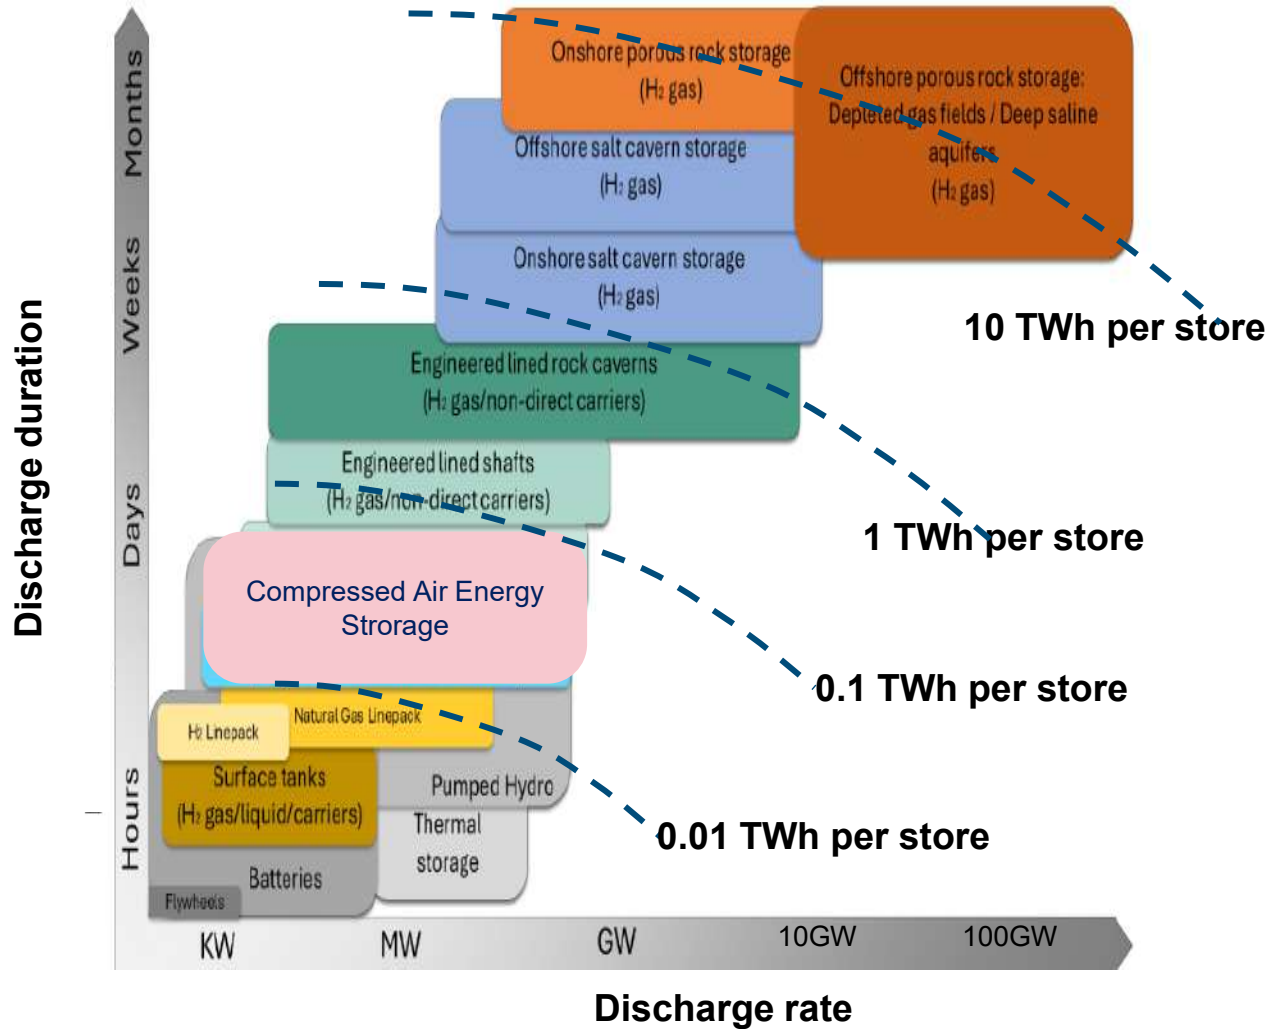 Discharge duration
Months
Weeks
Days
Hours
Onshore porous rock storage
(H₂ gas)
Offshore porous rock storage:
Depleted gas fields / Deep saline
aquifers
(H₂ gas)
Offshore salt cavern storage
(H₂ gas)
Onshore salt cavern storage
(H₂ gas)
10 TWh per store
Engineered lined rock caverns
(H₂ gas/non-direct carriers)
Engineered lined shafts
(H₂ gas/non-direct carriers)
1 TWh per store
Compressed Air Energy
Strorage
0.1 TWh per store
Natural Gas Linepack
H₂ Linepack
Surface tanks
(H₂ gas/liquid/carriers)
Pumped Hydro
Thermal
storage
0.01 TWh per store
Batteries
Flywheels
KW
MW
GW
10GW
100GW
Discharge rate